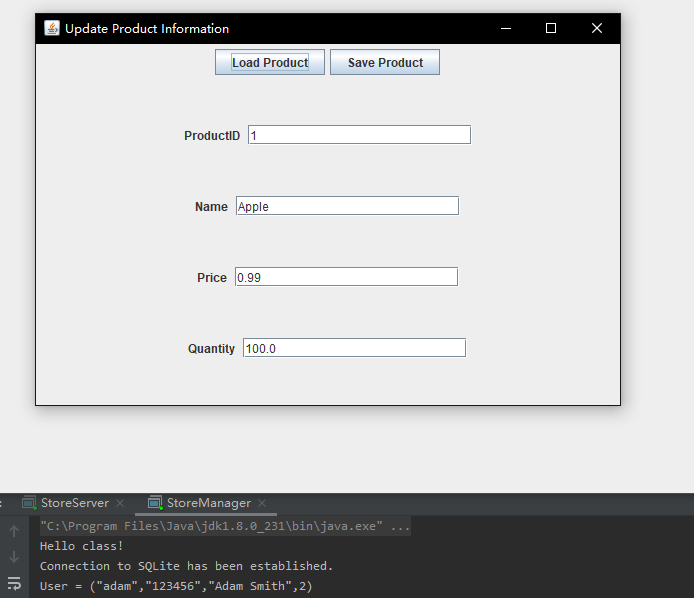 Update Product Information
Load Product Save Product
ProductID 1
Name Apple
Price 0.99
Quantity 100.0
StoreServer StoreManager
"C:\Program Files\Java\jdk1.8.0_231\bin\java.exe" ...
Hello class!
Connection to SQLite has been established.
User = ("adam","123456","Adam Smith",2)